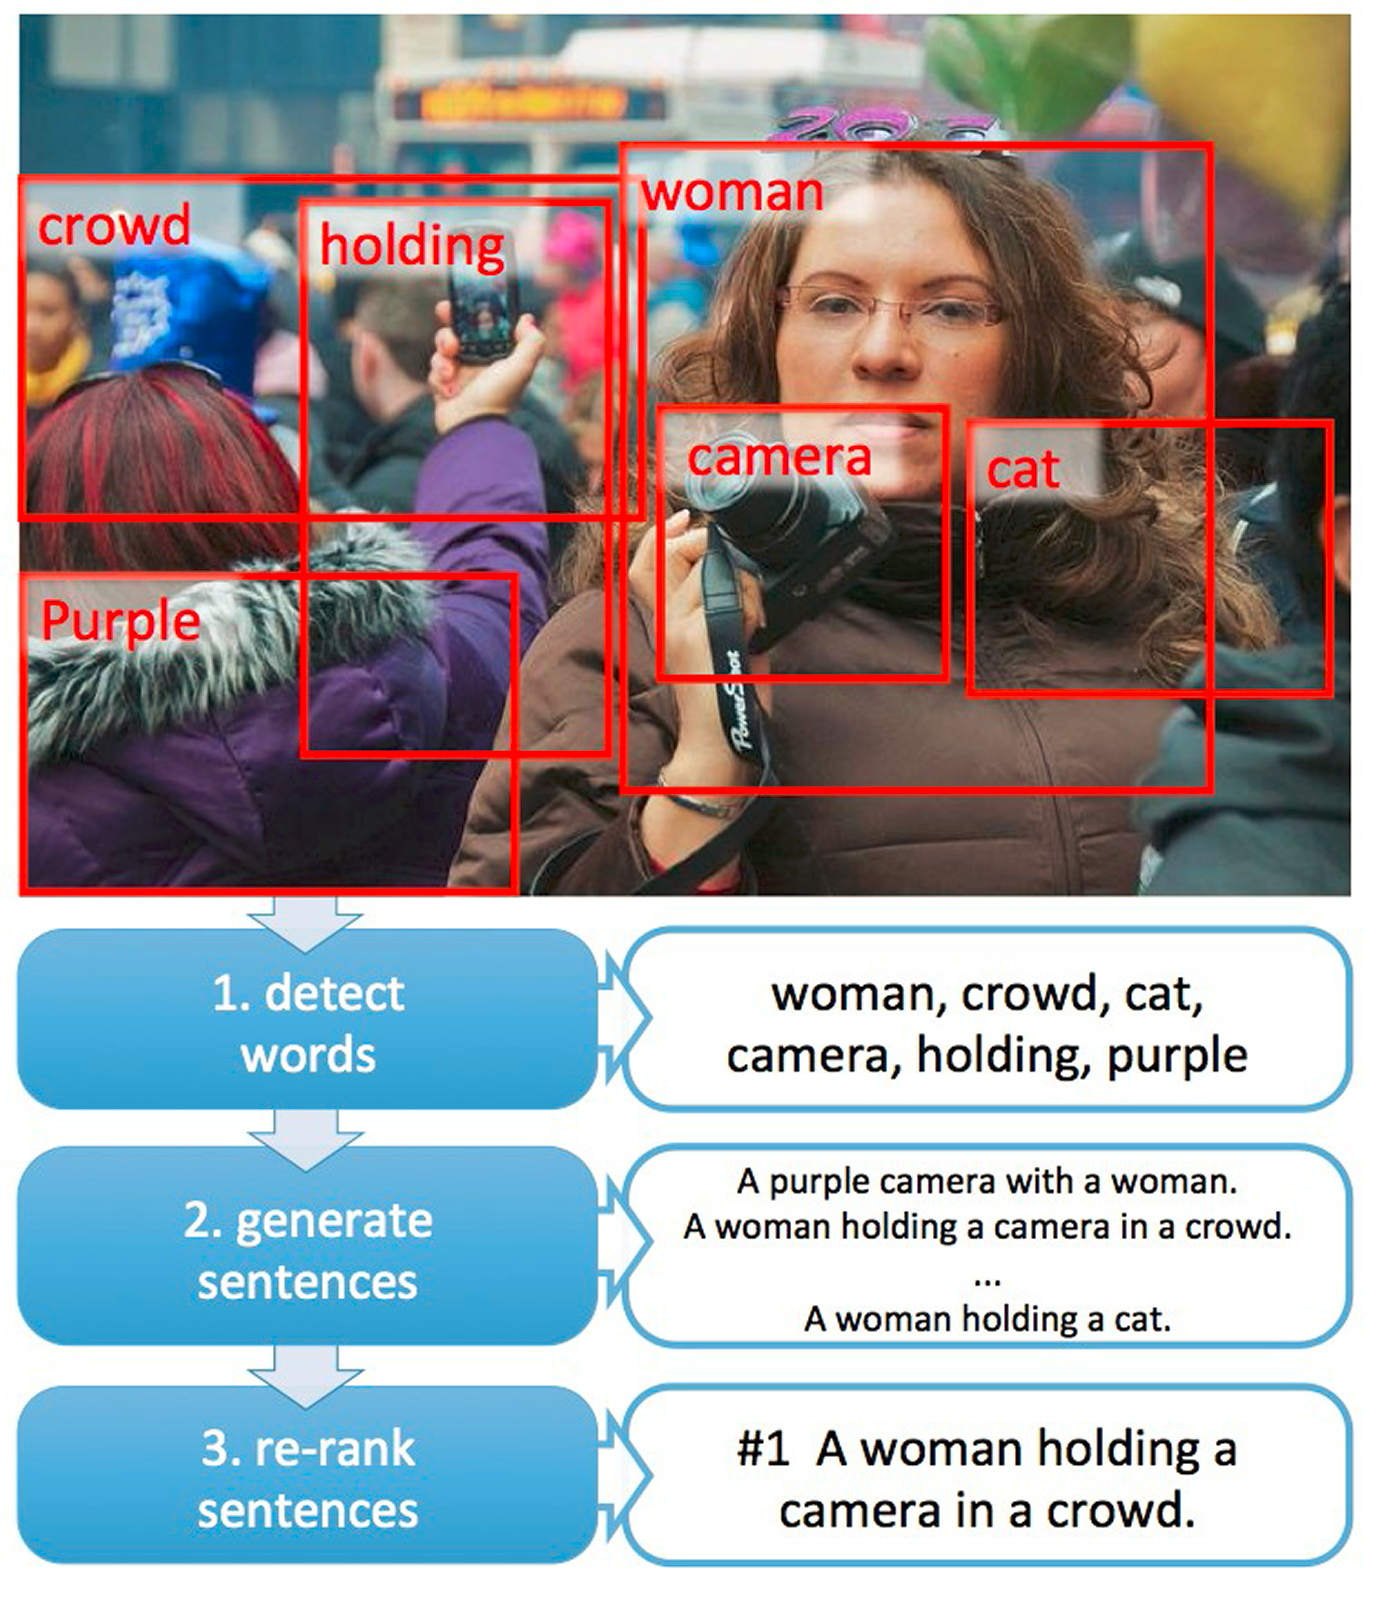 woman
crowd
holding
camera
cat
Purple
PowerShot
1. detect
words
woman, crowd, cat,
camera, holding, purple
2. generate
sentences
A purple camera with a woman.
A woman holding a camera in a crowd.
...
A woman holding a cat.
3. re-rank
sentences
#1 A woman holding a
camera in a crowd.